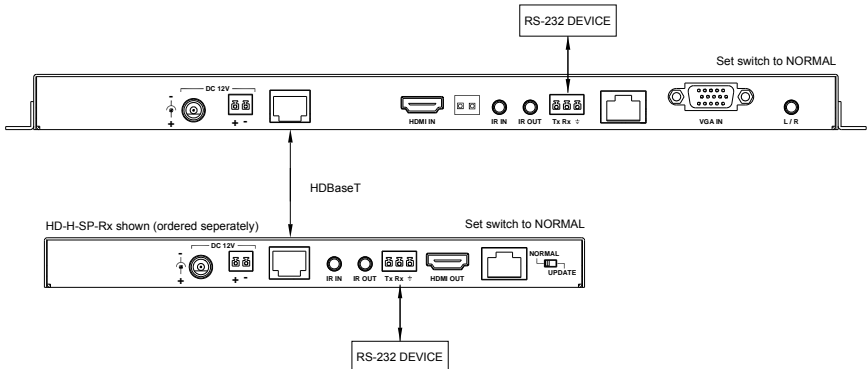 RS-232 DEVICE
Set switch to NORMAL
DC 12V
-
+
+ -
HDMI IN
IR IN
IR OUT
Tx Rx
VGA IN
L / R
HDBaseT
HD-H-SP-Rx shown (ordered seperately)
Set switch to NORMAL
DC 12V
-
+
+ -
IR IN
IR OUT
Tx Rx
HDMI OUT
NORMAL
UPDATE
RS-232 DEVICE